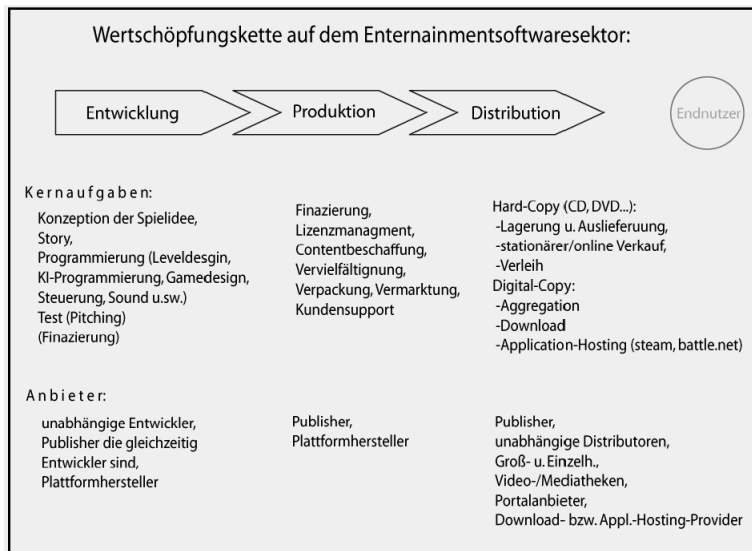 Wertschöpfungskette auf dem Enternainmentsoftwaresektor:
Entwicklung
Produktion
Distribution
Endnutzer
Kernaufgaben:
Konzeption der Spielidee,
Story,
Programmierung (Leveldesgin,
KI-Programmierung, Gamedesign,
Steuerung, Sound u.sw.)
Test (Pitching)
(Finazierung)
Finazierung,
Lizenzmanagment,
Contentbeschaffung,
Vervielfältignung,
Verpackung, Vermarktung,
Kundensupport
Hard-Copy (CD, DVD...):
-Lagerung u. Auslieferuung,
-stationärer/online Verkauf,
-Verleih
Digital-Copy:
-Aggregation
-Download
-Application-Hosting (steam, battle.net)
Anbieter:
unabhängige Entwickler,
Publisher die gleichzeitig
Entwickler sind,
Plattformhersteller
Publisher,
Plattformhersteller
Publisher,
unabhängige Distributoren,
Groß- u. Einzelh.,
Video-/Mediatheken,
Portalanbieter,
Download- bzw. Appl.-Hosting-Provider